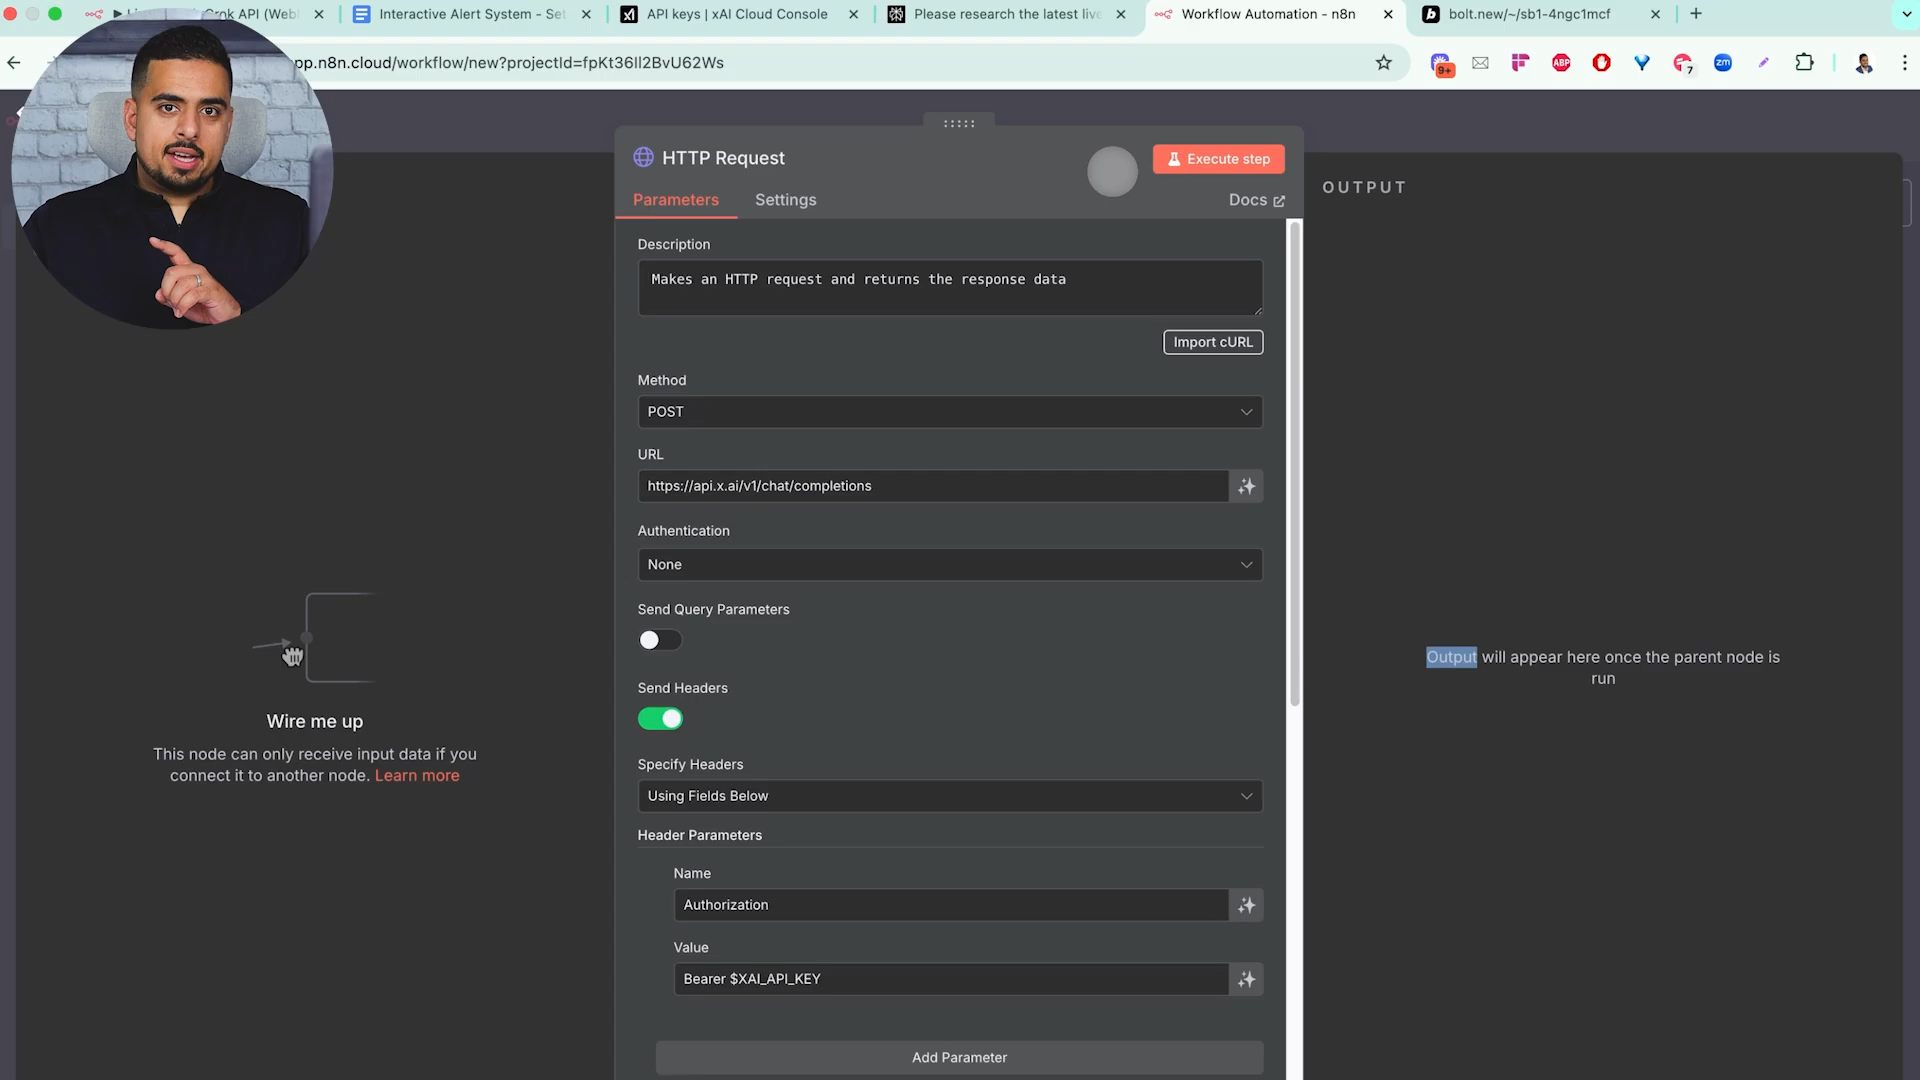 Grok API (Webh
Interactive Alert System - Set
API keys | xAI Cloud Console
Please research the latest live
Workflow Automation - n8n
bolt.new/~/sb1-4ngc1mcf
pp.n8n.cloud/workflow/new?projectId=fpKt36Il2BvU62Ws
9+
ABP
7
zm
HTTP Request
Execute step
Parameters
Settings
Docs
OUTPUT
Description
Makes an HTTP request and returns the response data
Import cURL
Method
POST
URL
https://api.x.ai/v1/chat/completions
Authentication
None
Send Query Parameters
Send Headers
Specify Headers
Using Fields Below
Header Parameters
Name
Authorization
Value
Bearer $XAI_API_KEY
Add Parameter
Wire me up
This node can only receive input data if you
connect it to another node. Learn more
Output will appear here once the parent node is
run